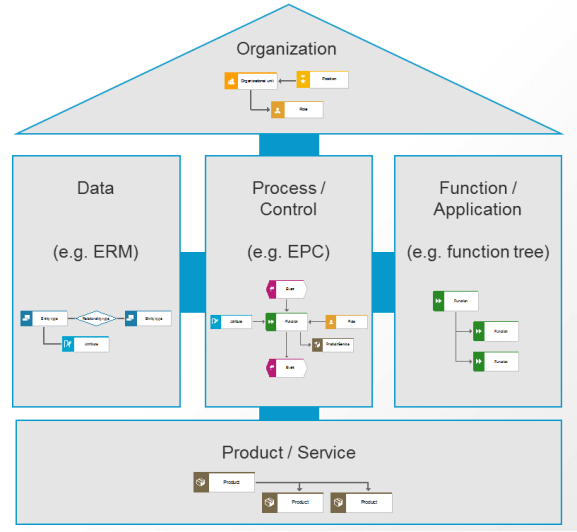 Organization
Organizational unit
Position
Role
Data
(e.g. ERM)
Entity type
Relationship type
Entity type
Attribute
Process /
Control
(e.g. EPC)
Event
Attribute
Function
Role
Product/Service
Event
Function /
Application
(e.g. function tree)
Function
Function
Function
Product / Service
Product
Product
Product